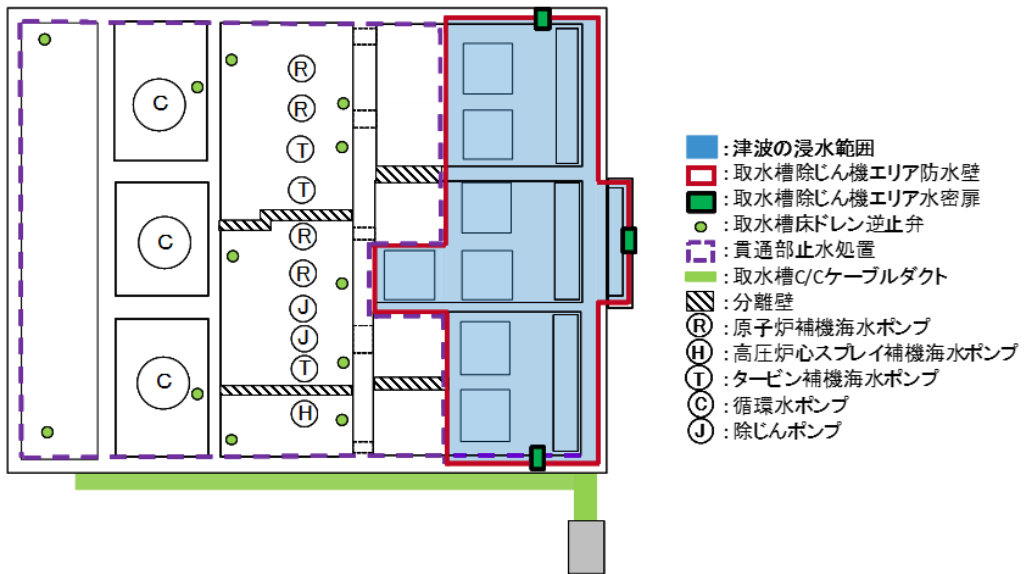 C
C
C
R
R
T
T
R
R
J
J
T
H
：津波の浸水範囲
：取水槽除じん機エリア防水壁
：取水槽除じん機エリア水密扉
：取水槽床ドレン逆止弁
：貫通部止水処置
：取水槽C/Cケーブルダクト
：分離壁
R：原子炉補機海水ポンプ
H：高圧炉心スプレイ補機海水ポンプ
T：タービン補機海水ポンプ
C：循環水ポンプ
J：除じんポンプ